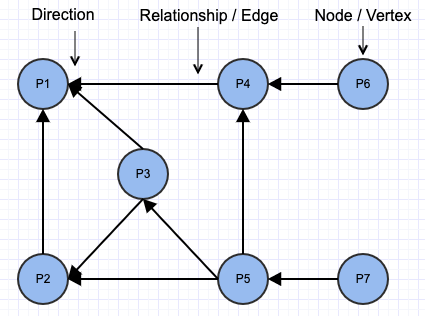 Direction
Relationship / Edge
Node / Vertex
P1
P4
P6
P3
P2
P5
P7